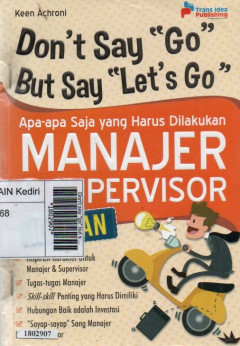 Keen Achroni
Trans Idea
Publishing
Don't Say "Go"
But Say "Let's Go"
Apa-apa Saja yang Harus Dilakukan
MANAJER
PERVISOR
AN
AIN Kediri
68
Manajer & Supervisor
Tugas-tugas Manajer
Skill-skill Penting yang Harus Dimiliki
Hubungan Baik adalah Investasi
"Sayap-sayap" Sang Manajer
1802907